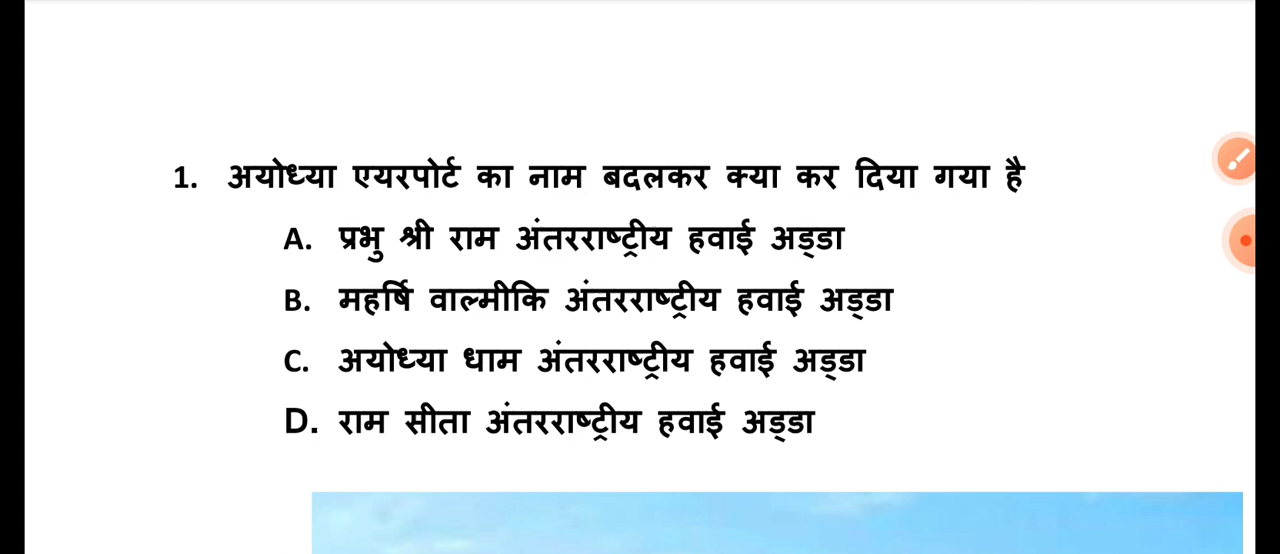 1. अयोध्या एयरपोर्ट का नाम बदलकर क्या कर दिया गया है
A. प्रभु श्री राम अंतरराष्ट्रीय हवाई अड्डा
B. महर्षि वाल्मीकि अंतरराष्ट्रीय हवाई अड्डा
C. अयोध्या धाम अंतरराष्ट्रीय हवाई अड्डा
D. राम सीता अंतरराष्ट्रीय हवाई अड्डा